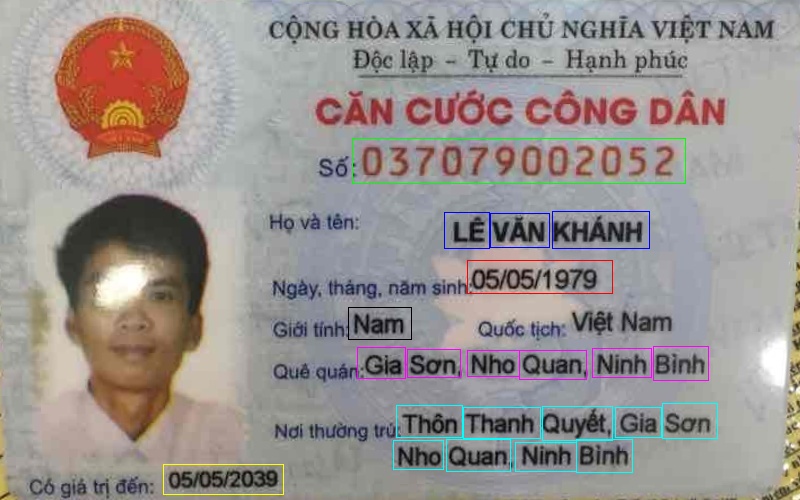 CỘNG HÒA XÃ HỘI CHỦ NGHĨA VIỆT NAM
Độc lập - Tự do - Hạnh phúc
CĂN CƯỚC CÔNG DÂN
Số: 037079002052
Họ và tên: LÊ VĂN KHÁNH
Ngày, tháng, năm sinh: 05/05/1979
Giới tính: Nam Quốc tịch: Việt Nam
Quê quán: Gia Sơn, Nho Quan, Ninh Bình
Nơi thường trú: Thôn Thanh Quyết, Gia Sơn
Nho Quan, Ninh Bình
Có giá trị đến: 05/05/2039